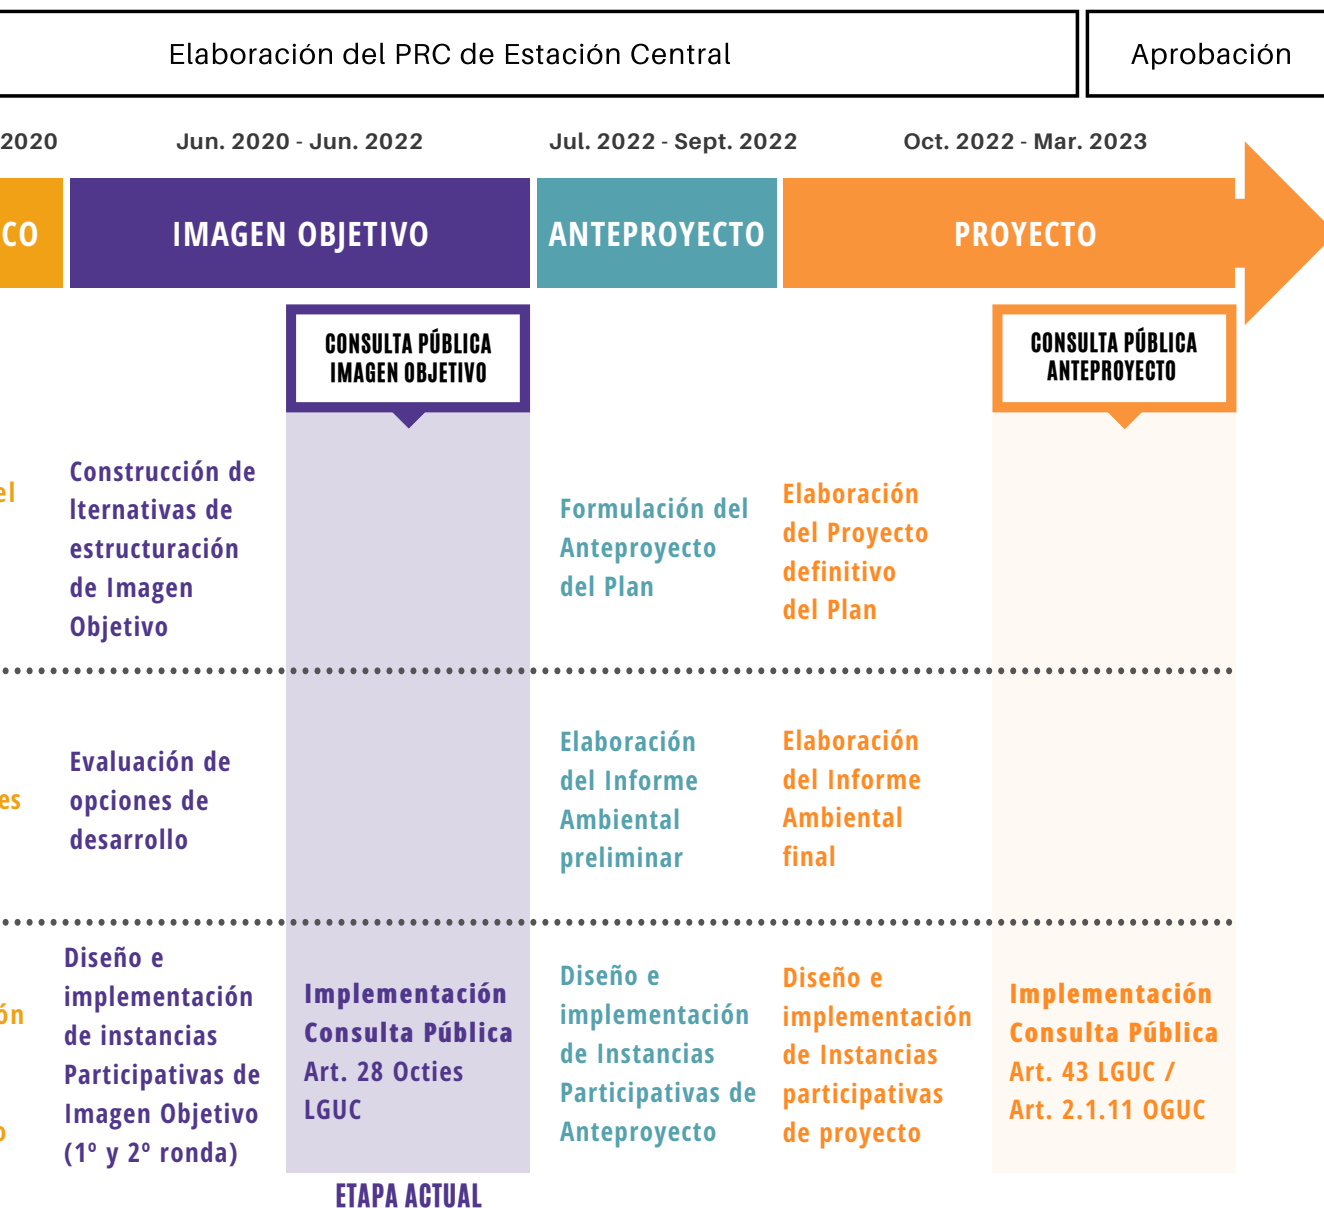 Elaboración del PRC de Estación Central
Aprobación
2020
Jun. 2020 - Jun. 2022
Jul. 2022 - Sept. 2022
Oct. 2022 - Mar. 2023
CO
IMAGEN OBJETIVO
ANTEPROYECTO
PROYECTO
CONSULTA PÚBLICA
IMAGEN OBJETIVO
CONSULTA PÚBLICA
ANTEPROYECTO
el
Construcción de
lternativas de
estructuración
de Imagen
Objetivo
Formulación del
Anteproyecto
del Plan
Elaboración
del Proyecto
definitivo
del Plan
es
Evaluación de
opciones de
desarrollo
Elaboración
del Informe
Ambiental
preliminar
Elaboración
del Informe
Ambiental
final
ón
o
Diseño e
implementación
de instancias
Participativas de
Imagen Objetivo
(1º y 2º ronda)
Implementación
Consulta Pública
Art. 28 Octies
LGUC
Diseño e
implementación
de Instancias
Participativas de
Anteproyecto
Diseño e
implementación
de Instancias
participativas
de proyecto
Implementación
Consulta Pública
Art. 43 LGUC /
Art. 2.1.11 OGUC
ETAPA ACTUAL